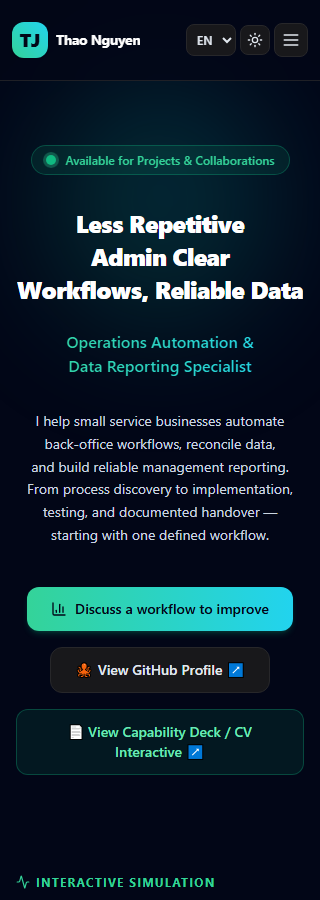 TJ Thao Nguyen EN
Available for Projects & Collaborations
Less Repetitive
Admin Clear
Workflows, Reliable Data
Operations Automation &
Data Reporting Specialist
I help small service businesses automate
back-office workflows, reconcile data,
and build reliable management reporting.
From process discovery to implementation,
testing, and documented handover —
starting with one defined workflow.
Discuss a workflow to improve
View GitHub Profile
View Capability Deck / CV
Interactive
INTERACTIVE SIMULATION